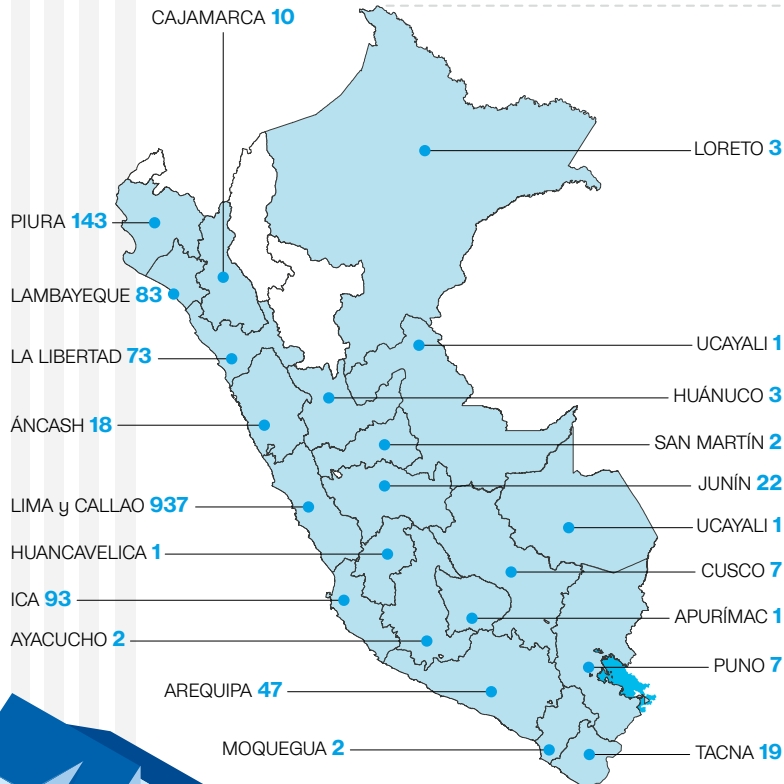 CAJAMARCA 10
LORETO 3
PIURA 143
LAMBAYEQUE 83
LA LIBERTAD 73
UCAYALI 1
HUÁNUCO 3
ÁNCASH 18
SAN MARTÍN 2
JUNÍN 22
LIMA y CALLAO 937
UCAYALI 1
HUANCAVELICA 1
CUSCO 7
ICA 93
APURÍMAC 1
AYACUCHO 2
PUNO 7
AREQUIPA 47
MOQUEGUA 2
TACNA 19